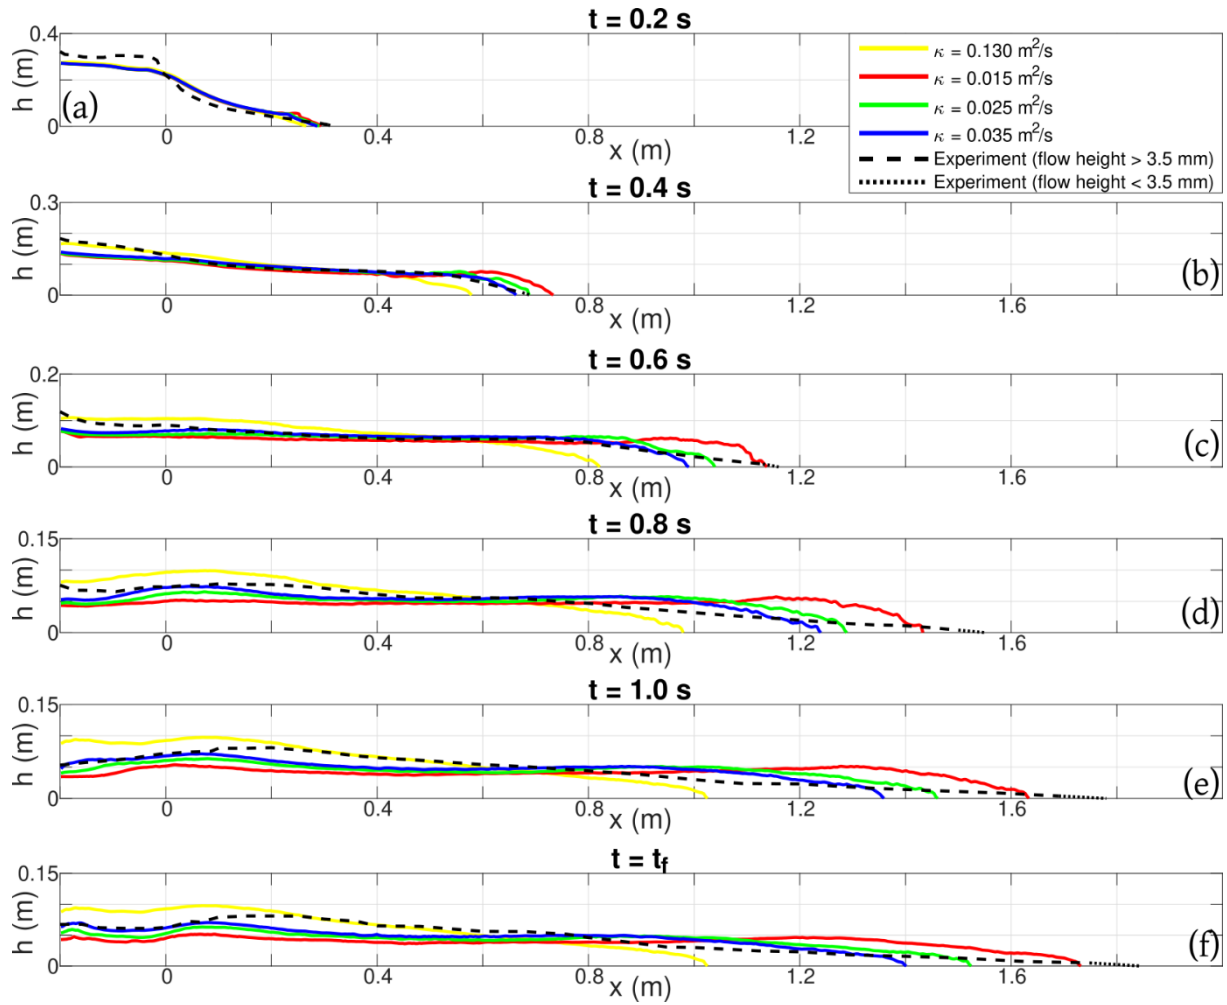 t = 0.2 s
0.4
h (m)
0
(a)
0 0.4 0.8 1.2
x (m)
κ = 0.130 m²/s
κ = 0.015 m²/s
κ = 0.025 m²/s
κ = 0.035 m²/s
Experiment (flow height > 3.5 mm)
Experiment (flow height < 3.5 mm)
t = 0.4 s
0.3
h (m)
0
(b)
0 0.4 0.8 1.2 1.6
x (m)
t = 0.6 s
0.2
h (m)
0
(c)
0 0.4 0.8 1.2 1.6
x (m)
t = 0.8 s
0.15
h (m)
0
(d)
0 0.4 0.8 1.2 1.6
x (m)
t = 1.0 s
0.15
h (m)
0
(e)
0 0.4 0.8 1.2 1.6
x (m)
t = t_f
0.15
h (m)
0
(f)
0 0.4 0.8 1.2 1.6
x (m)